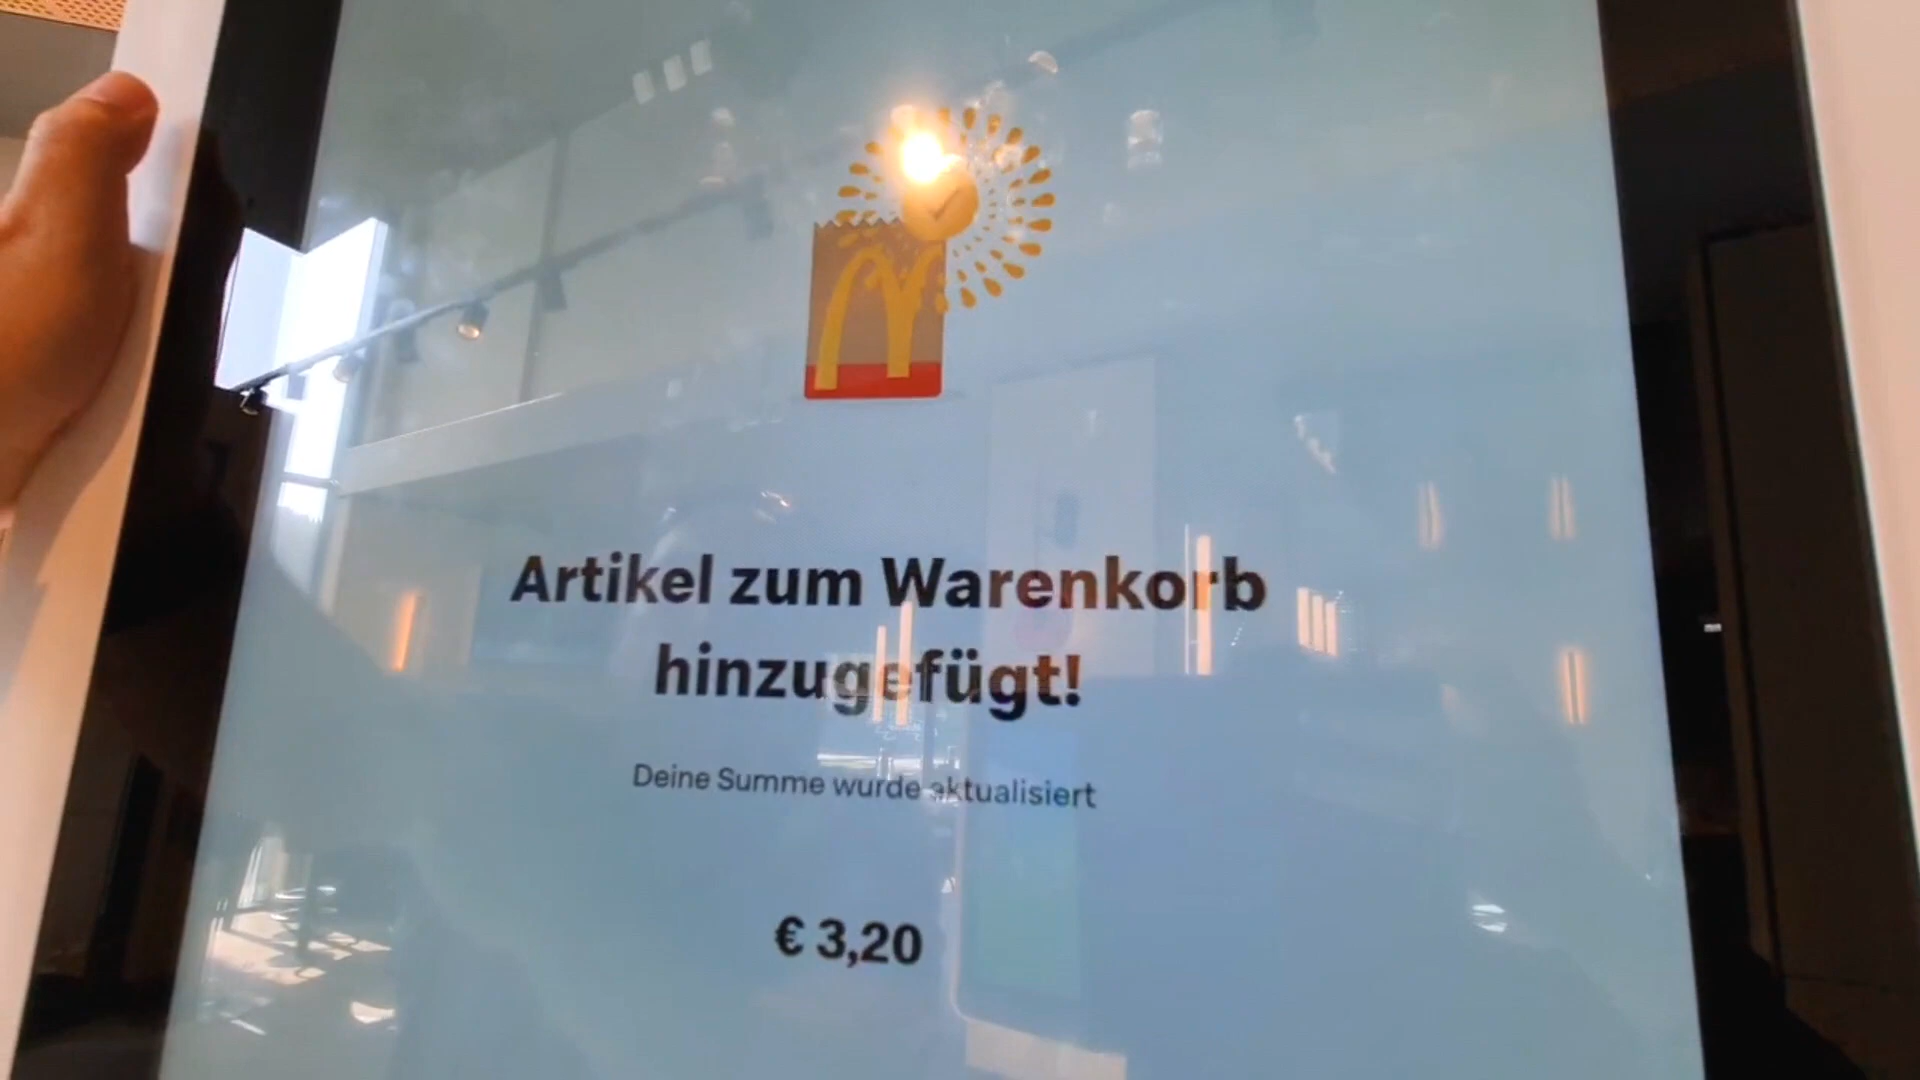 Artikel zum Warenkorb
hinzugefügt!
Deine Summe wurde aktualisiert
€ 3,20